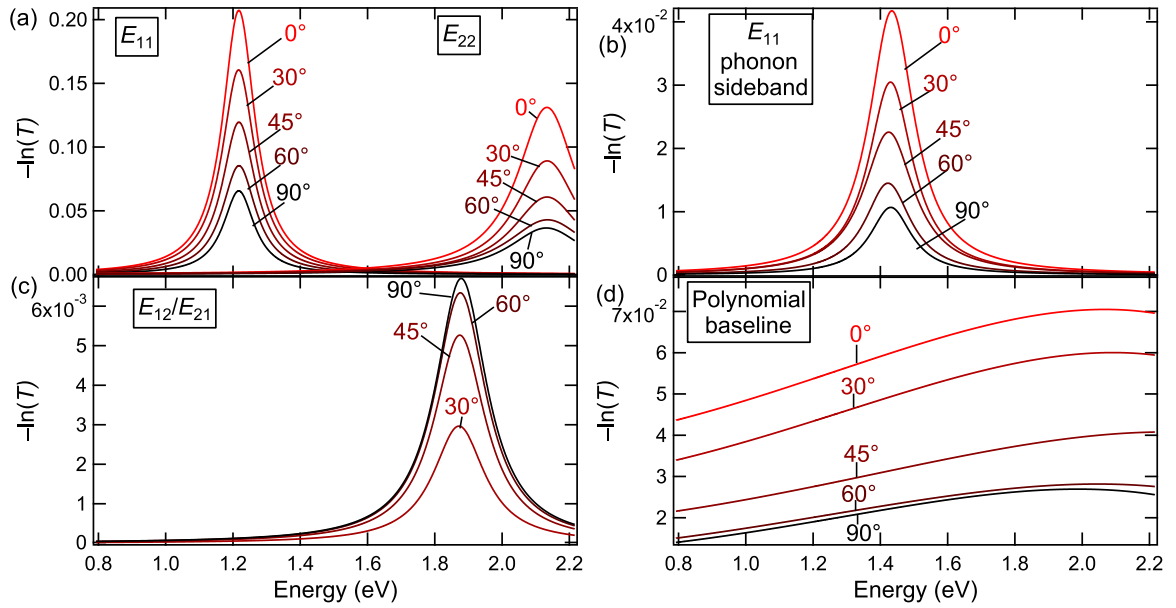 (a)
E₁₁
E₂₂
0.20
0.15
0.10
0.05
0.00
−ln(T)
0°
30°
45°
60°
90°
0°
30°
45°
60°
90°
(b)
E₁₁
phonon
sideband
4x10⁻²
3
2
1
0
−ln(T)
0°
30°
45°
60°
90°
(c)
E₁₂/E₂₁
6x10⁻³
5
4
3
2
1
0
−ln(T)
90°
60°
45°
30°
0.8 1.0 1.2 1.4 1.6 1.8 2.0 2.2
Energy (eV)
(d)
Polynomial
baseline
7x10⁻²
6
5
4
3
2
−ln(T)
0°
30°
45°
60°
90°
0.8 1.0 1.2 1.4 1.6 1.8 2.0 2.2
Energy (eV)